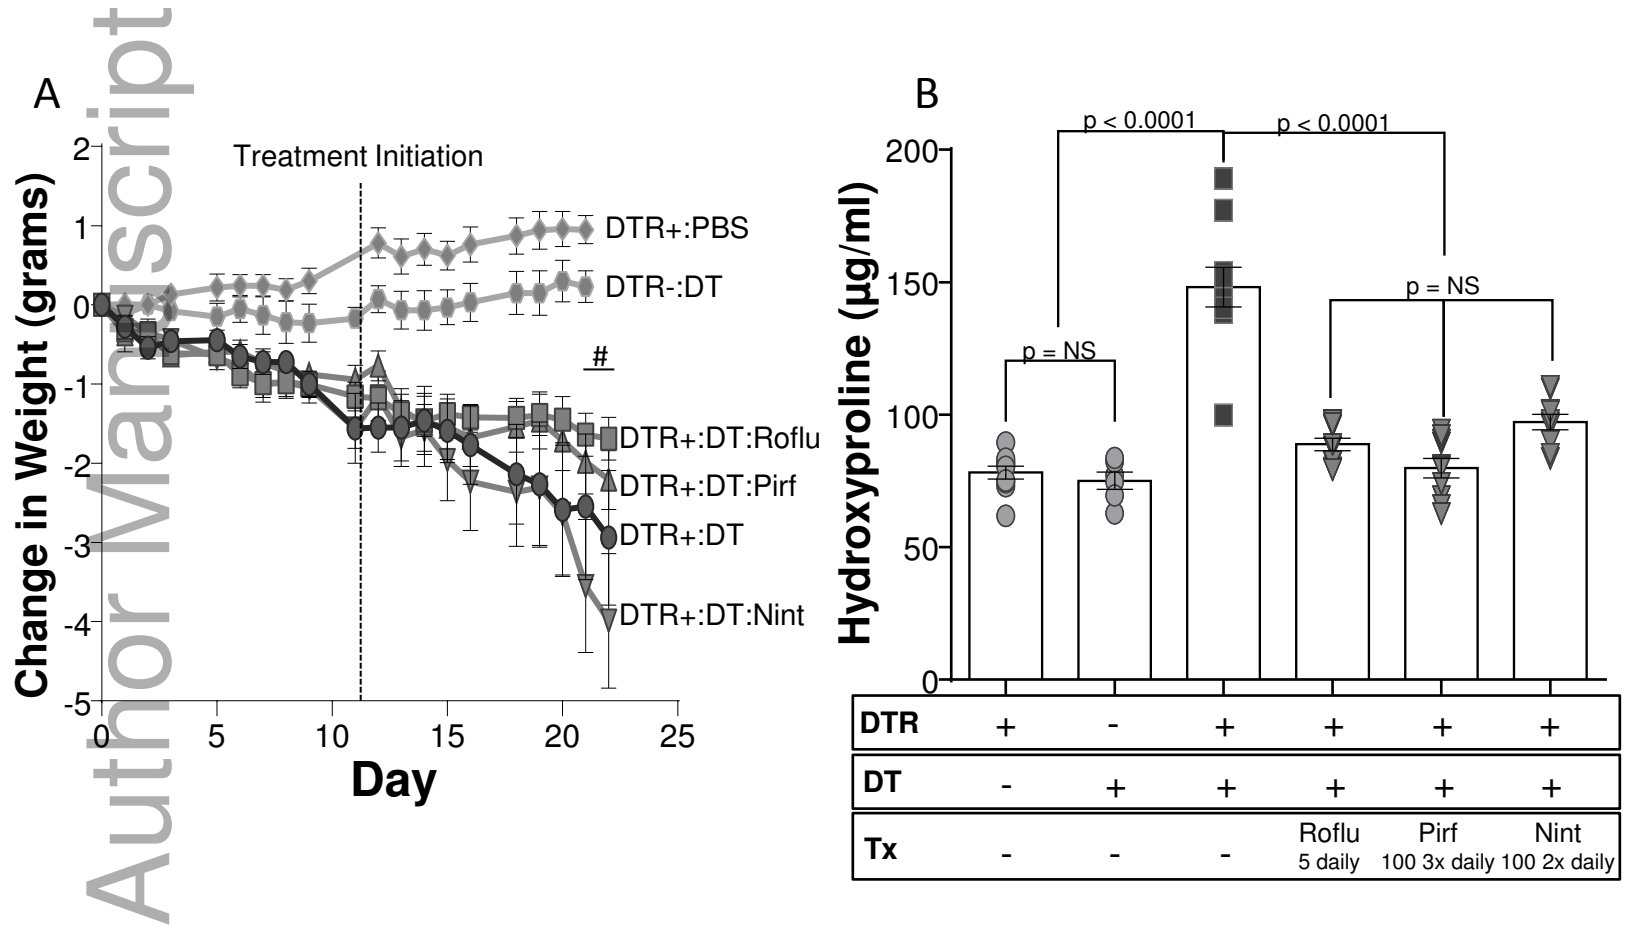 Author Manuscript
A
Treatment Initiation
Change in Weight (grams)
2
1
0
-1
-2
-3
-4
-5
DTR+:PBS
DTR-:DT
#
DTR+:DT:Roflu
DTR+:DT:Pirf
DTR+:DT
DTR+:DT:Nint
0 5 10 15 20 25
Day
B
p < 0.0001 p < 0.0001
p = NS
p = NS
Hydroxyproline (µg/ml)
200
150
100
50
0
DTR + - + + + +
DT - + + + + +
Tx - - - Roflu Pirf Nint
5 daily 100 3x daily 100 2x daily